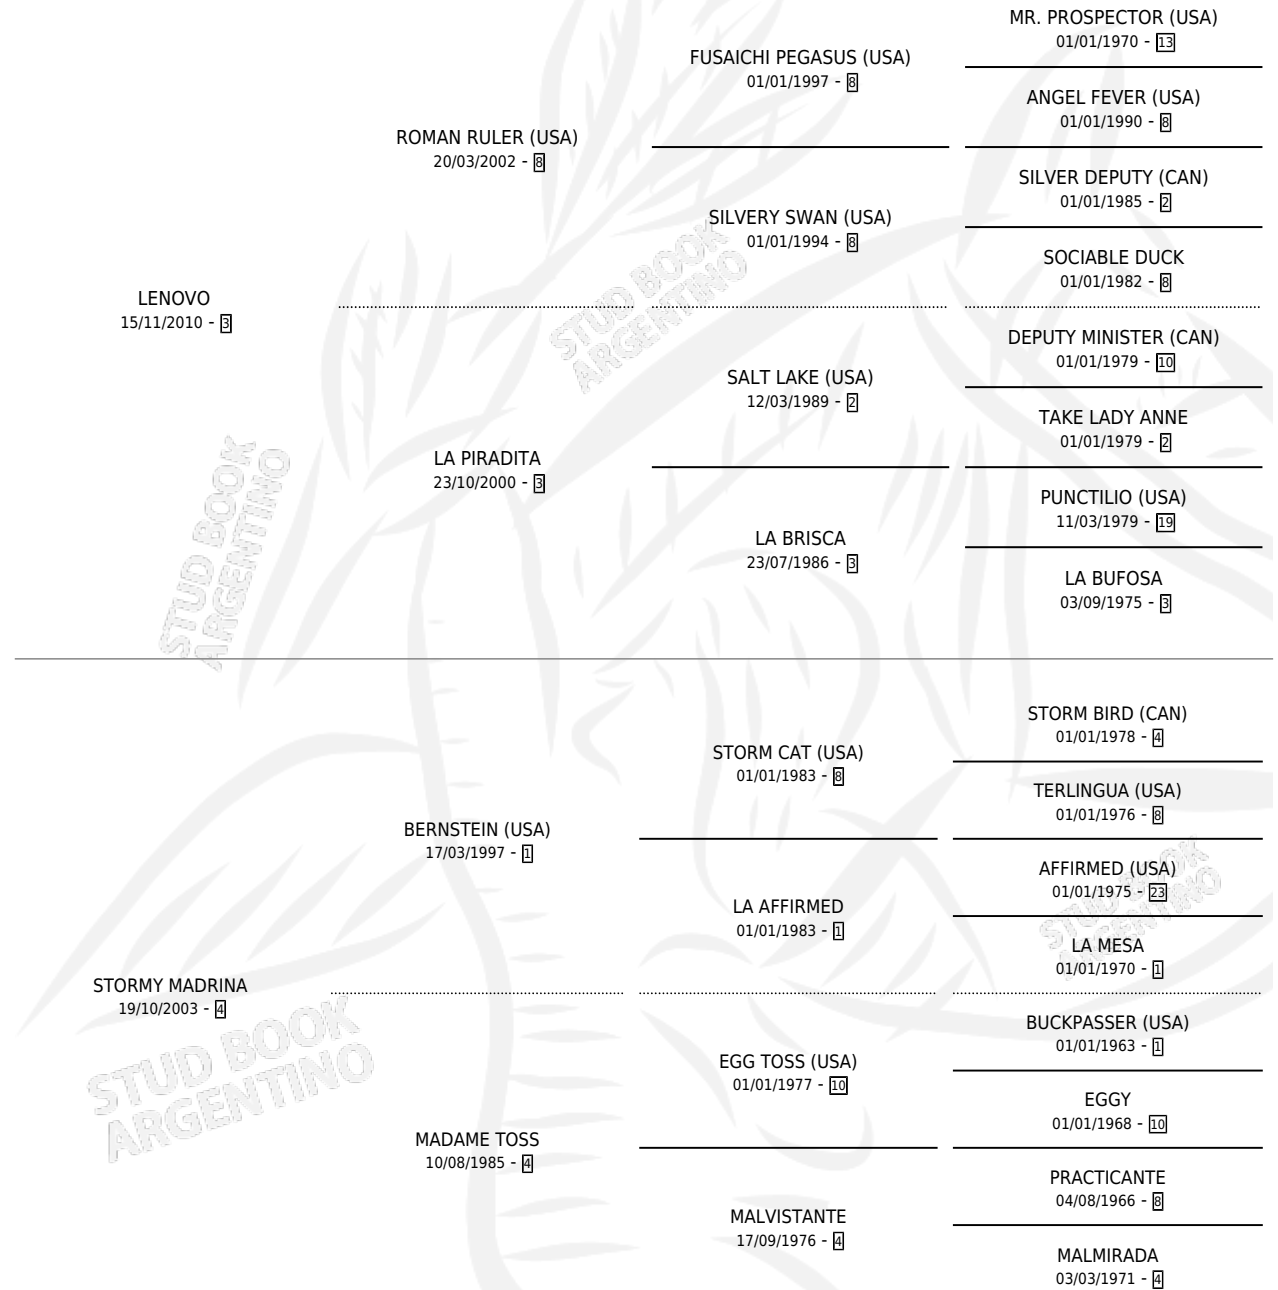 MR. PROSPECTOR (USA)
01/01/1970 - 13
FUSAICHI PEGASUS (USA)
01/01/1997 - 8
ANGEL FEVER (USA)
01/01/1990 - 8
ROMAN RULER (USA)
20/03/2002 - 8
SILVER DEPUTY (CAN)
01/01/1985 - 2
SILVERY SWAN (USA)
01/01/1994 - 8
SOCIABLE DUCK
01/01/1982 - 8
STUD BOOK
ARGENTINO
LENOVO
15/11/2010 - 3
DEPUTY MINISTER (CAN)
01/01/1979 - 10
SALT LAKE (USA)
12/03/1989 - 2
TAKE LADY ANNE
01/01/1979 - 2
LA PIRADITA
23/10/2000 - 3
PUNCTILIO (USA)
11/03/1979 - 19
LA BRISCA
23/07/1986 - 3
LA BUFOSA
03/09/1975 - 3
STUD BOOK
ARGENTINO
STORM BIRD (CAN)
01/01/1978 - 4
STORM CAT (USA)
01/01/1983 - 8
TERLINGUA (USA)
01/01/1976 - 8
BERNSTEIN (USA)
17/03/1997 - 1
AFFIRMED (USA)
01/01/1975 - 23
LA AFFIRMED
01/01/1983 - 1
STUD BOOK
ARGENTINO
LA MESA
01/01/1970 - 1
STORMY MADRINA
19/10/2003 - 4
STUD BOOK
ARGENTINO
BUCKPASSER (USA)
01/01/1963 - 1
EGG TOSS (USA)
01/01/1977 - 10
EGGY
01/01/1968 - 10
MADAME TOSS
10/08/1985 - 4
PRACTICANTE
04/08/1966 - 8
MALVISTANTE
17/09/1976 - 4
MALMIRADA
03/03/1971 - 4